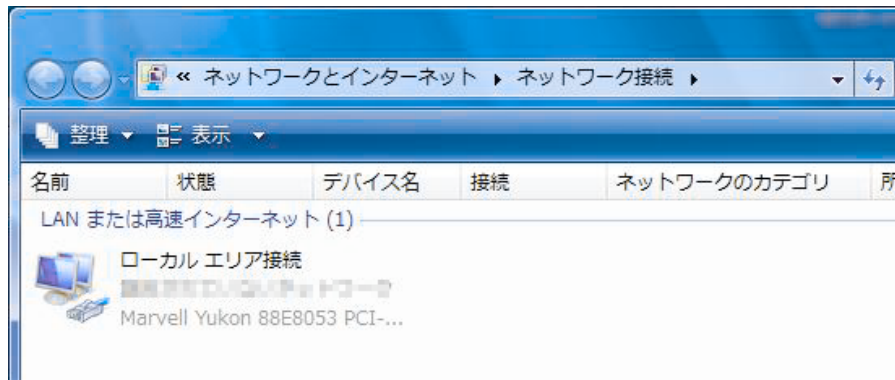 « ネットワークとインターネット ▸ ネットワーク接続 ▸
整理 表示
名前 状態 デバイス名 接続 ネットワークのカテゴリ 所
LAN または高速インターネット (1)
ローカル エリア接続
Marvell Yukon 88E8053 PCI-...